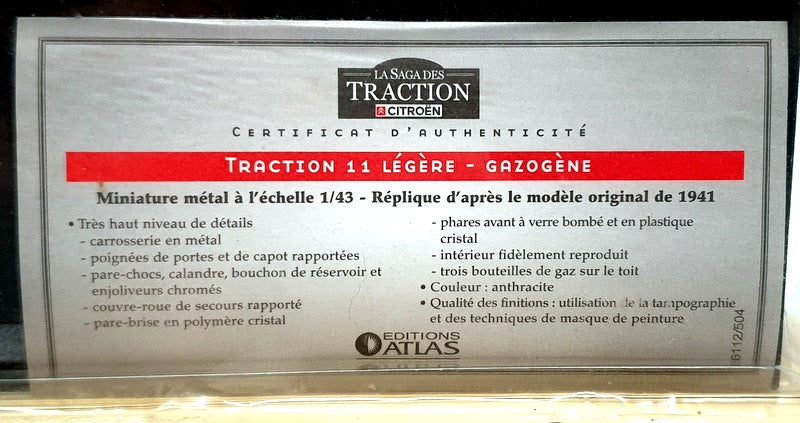 LA SAGA DES
TRACTION
CITROËN
CERTIFICAT D'AUTHENTICITÉ
TRACTION 11 LÉGÈRE - GAZOGÈNE
Miniature métal à l'échelle 1/43 - Réplique d'après le modèle original de 1941
• Très haut niveau de détails
- carrosserie en métal
- poignées de portes et de capot rapportées
- pare-chocs, calandre, bouchon de réservoir et
enjoliveurs chromés
- couvre-roue de secours rapporté
- pare-brise en polymère cristal
- phares avant à verre bombé et en plastique
cristal
- intérieur fidèlement reproduit
- trois bouteilles de gaz sur le toit
• Couleur : anthracite
• Qualité des finitions : utilisation de la tampographie
et des techniques de masque de peinture
EDITIONS
ATLAS
6112/504